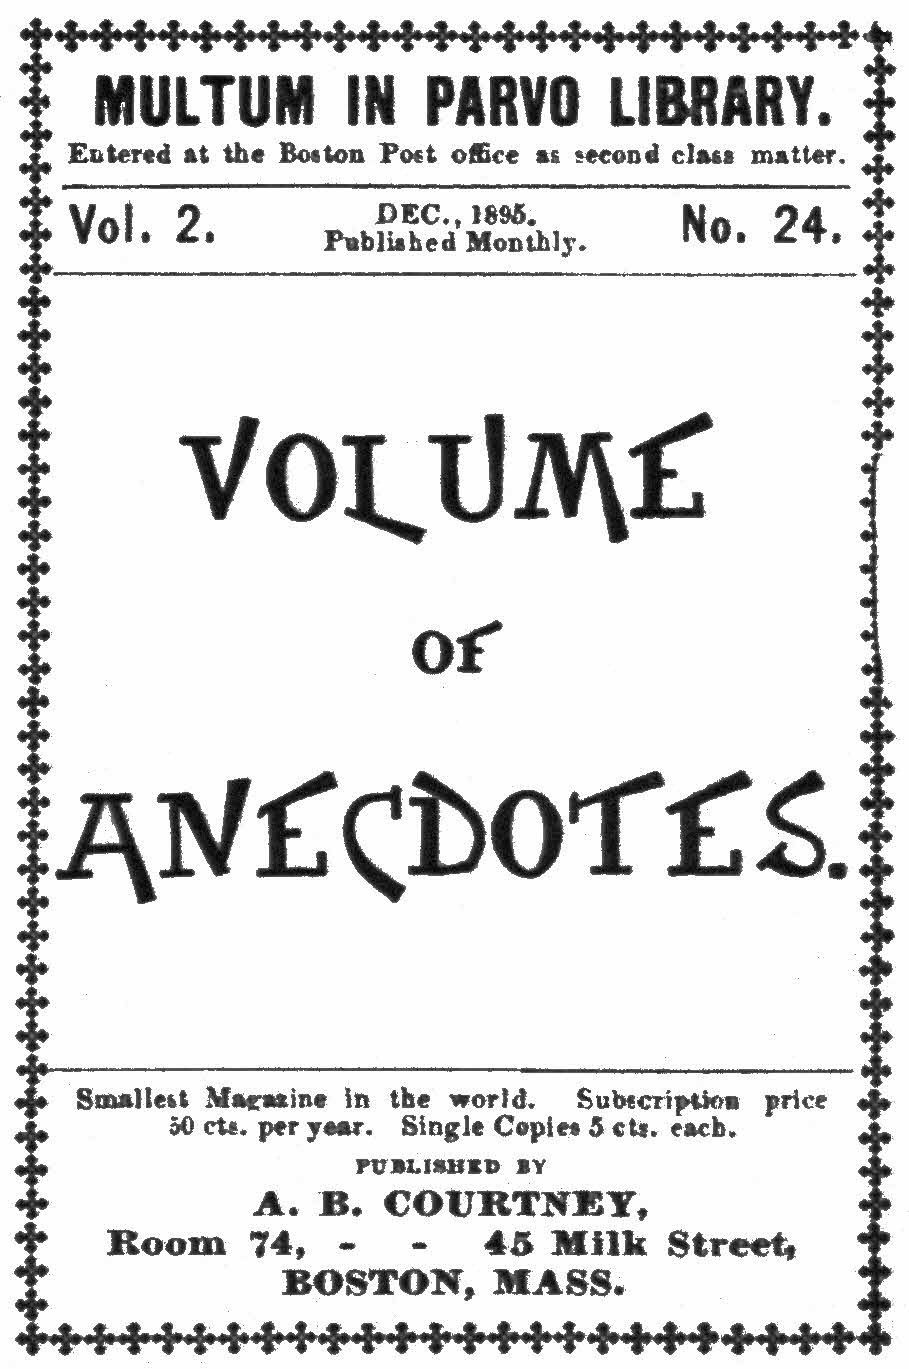 MULTUM IN PARVO LIBRARY.
Entered at the Boston Post office as second class matter.
Vol. 2.
DEC., 1895.
Published Monthly.
No. 24.
VOLUME
OF
ANECDOTES.
Smallest Magazine in the world. Subscription price
50 cts. per year. Single Copies 5 cts. each.
PUBLISHED BY
A. B. COURTNEY,
Room 74, - - 45 Milk Street,
BOSTON, MASS.